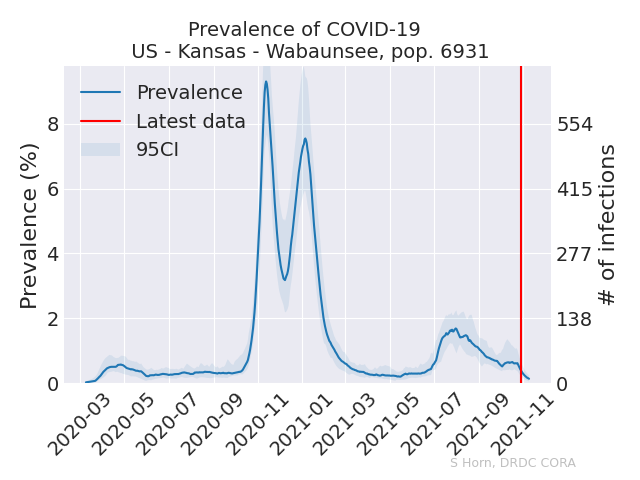 Prevalence of COVID-19
US - Kansas - Wabaunsee, pop. 6931
Prevalence
Latest data
95CI
Prevalence (%)
8
6
4
2
0
# of infections
554
415
277
138
0
2020-03
2020-05
2020-07
2020-09
2020-11
2021-01
2021-03
2021-05
2021-07
2021-09
2021-11
S Horn, DRDC CORA